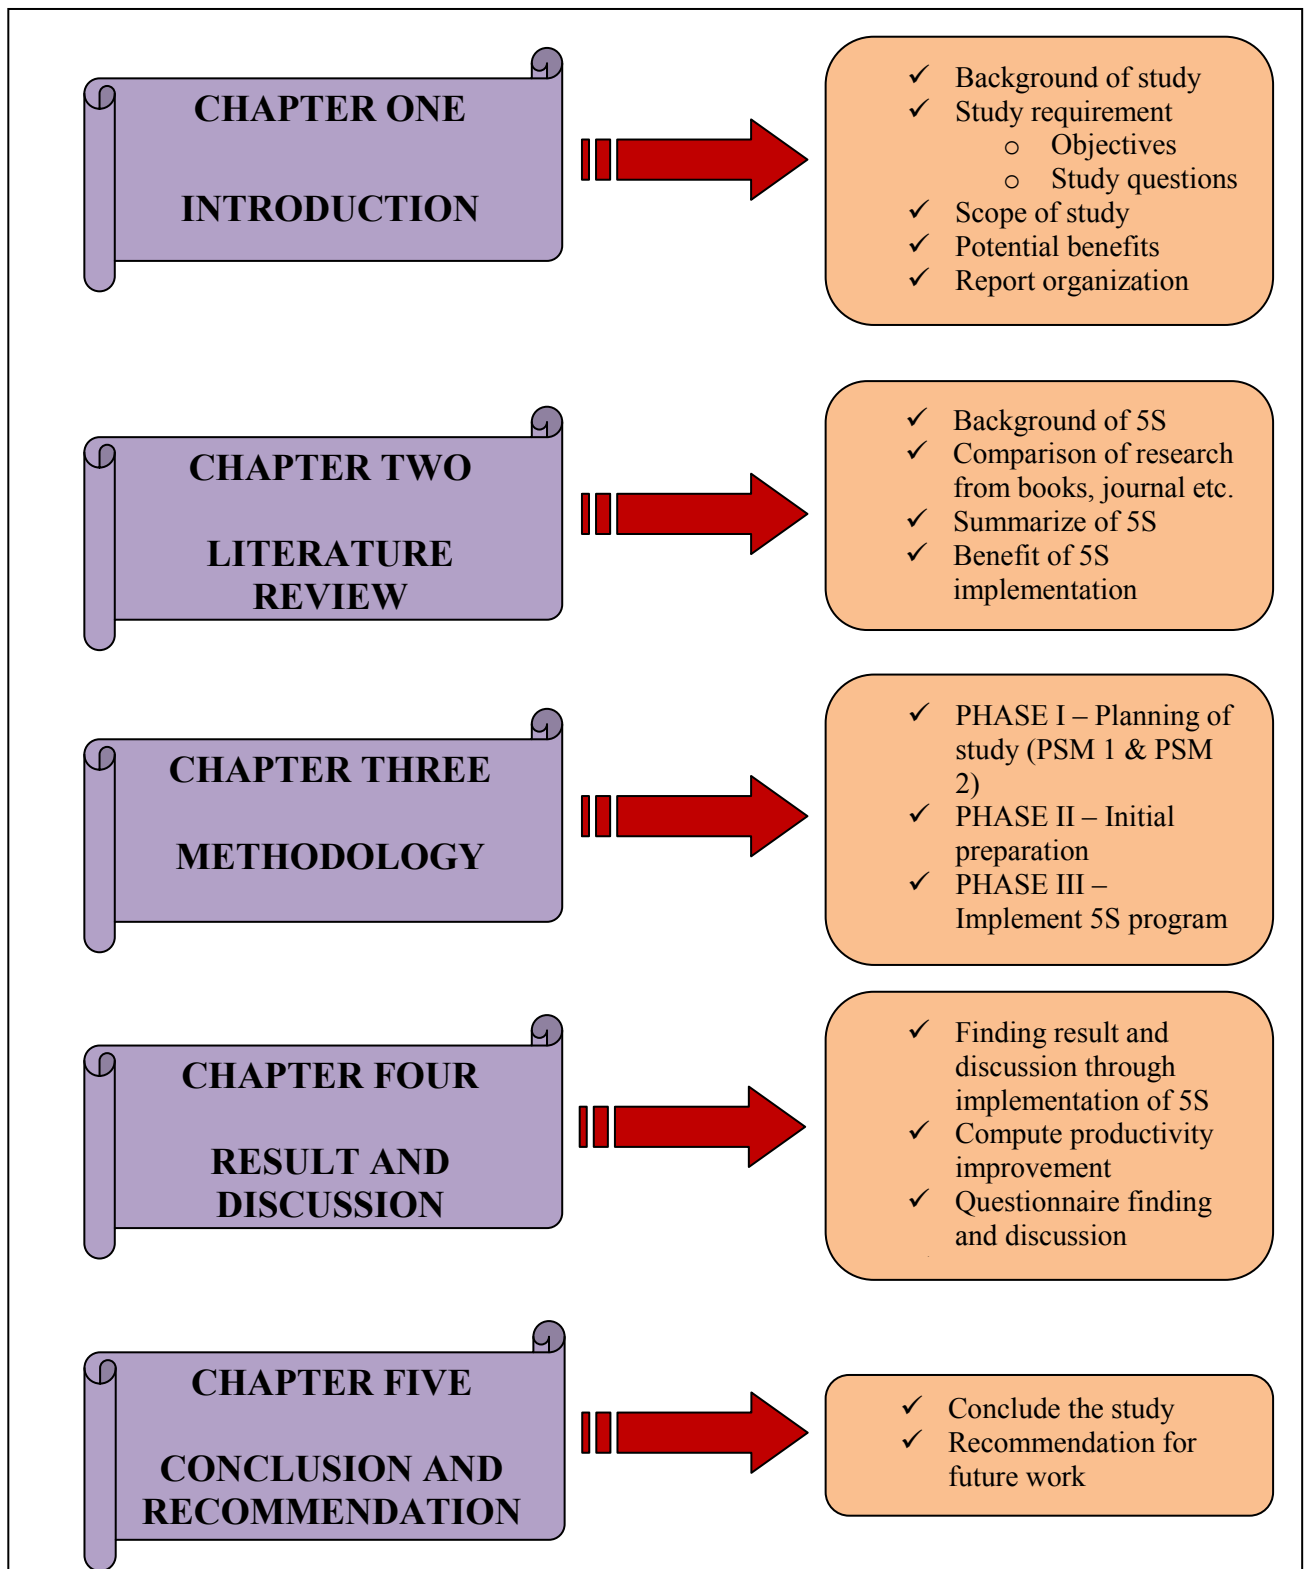 CHAPTER ONE
INTRODUCTION
✓ Background of study
✓ Study requirement
o Objectives
o Study questions
✓ Scope of study
✓ Potential benefits
✓ Report organization
CHAPTER TWO
LITERATURE
REVIEW
✓ Background of 5S
✓ Comparison of research
from books, journal etc.
✓ Summarize of 5S
✓ Benefit of 5S
implementation
CHAPTER THREE
METHODOLOGY
✓ PHASE I – Planning of
study (PSM 1 & PSM
2)
✓ PHASE II – Initial
preparation
✓ PHASE III –
Implement 5S program
CHAPTER FOUR
RESULT AND
DISCUSSION
✓ Finding result and
discussion through
implementation of 5S
✓ Compute productivity
improvement
✓ Questionnaire finding
and discussion
CHAPTER FIVE
CONCLUSION AND
RECOMMENDATION
✓ Conclude the study
✓ Recommendation for
future work